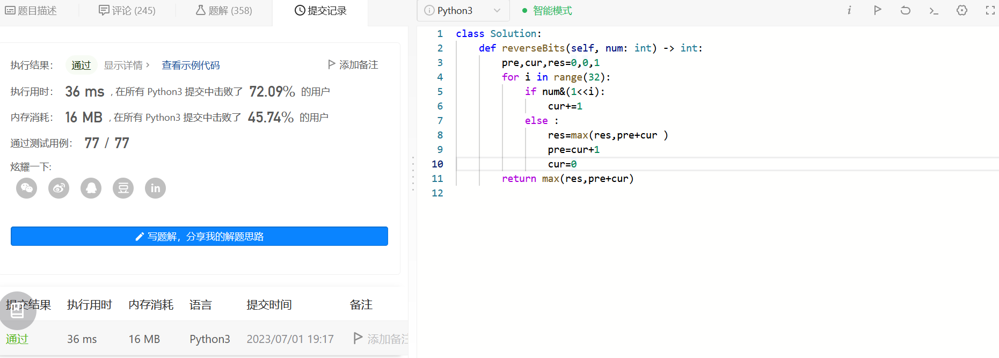 题目描述
评论 (245)
题解 (358)
提交记录
Python3
智能模式
执行结果：
通过
显示详情 >
查看示例代码
添加备注
执行用时：
36 ms
, 在所有 Python3 提交中击败了
72.09%
的用户
内存消耗：
16 MB
, 在所有 Python3 提交中击败了
45.74%
的用户
通过测试用例：
77 / 77
炫耀一下:
豆
in
写题解，分享我的解题思路
提交结果 执行用时 内存消耗 语言 提交时间 备注
通过 36 ms 16 MB Python3 2023/07/01 19:17 添加备注
1 class Solution:
2     def reverseBits(self, num: int) -> int:
3         pre,cur,res=0,0,1
4         for i in range(32):
5             if num&(1<<i):
6                 cur+=1
7             else :
8                 res=max(res,pre+cur )
9                 pre=cur+1
10                 cur=0
11         return max(res,pre+cur)
12